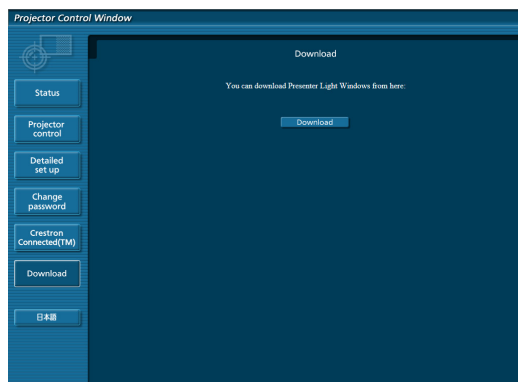 Projector Control Window
Download
You can download Presenter Light Windows from here:
Download
Status
Projector
control
Detailed
set up
Change
password
Crestron
Connected(TM)
Download
日本語